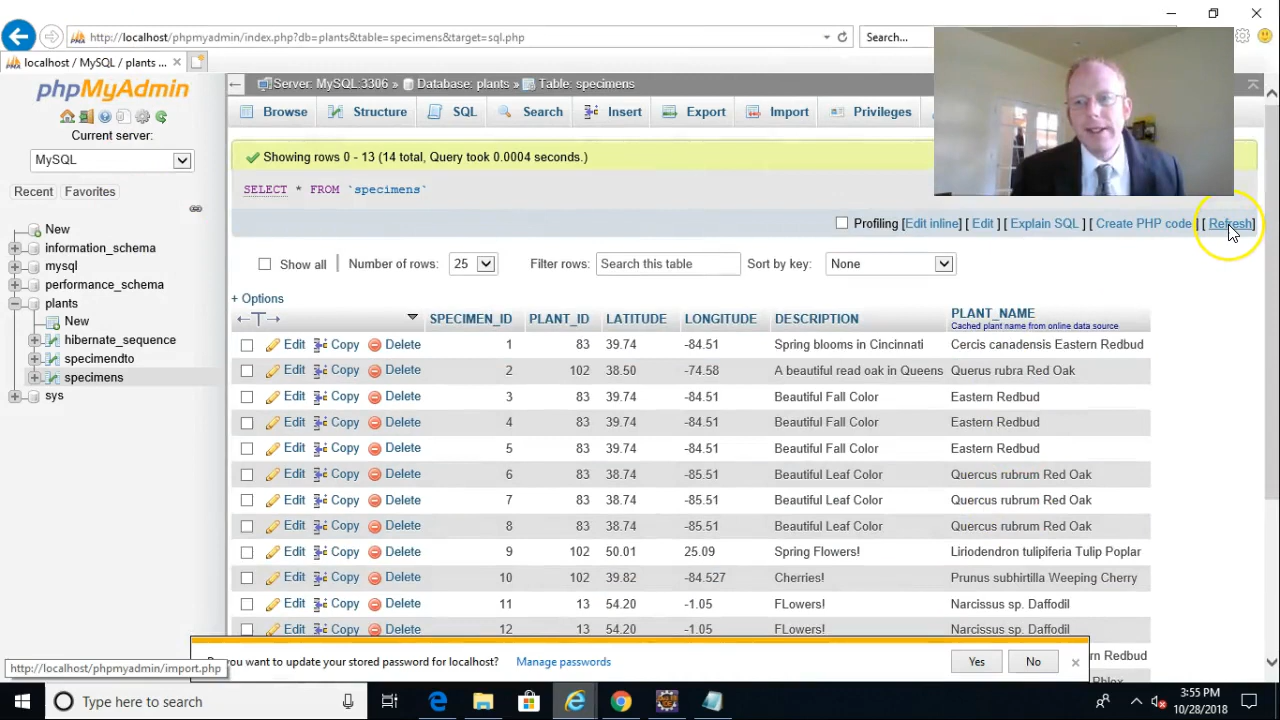 http://localhost/phpmyadmin/index.php?db=plants&table=specimens&target=sql.php
Search...
localhost / MySQL / plants ...
phpMyAdmin
Current server:
MySQL
Recent Favorites
New
information_schema
mysql
performance_schema
plants
New
hibernate_sequence
specimendto
specimens
sys
Server: MySQL:3306 » Database: plants » Table: specimens
Browse Structure SQL Search Insert Export Import Privileges
Showing rows 0 - 13 (14 total, Query took 0.0004 seconds.)
SELECT * FROM `specimens`
Profiling [Edit inline] [ Edit ] [ Explain SQL ] [ Create PHP code ] [ Refresh]
Show all Number of rows: 25 Filter rows: Search this table Sort by key: None
+ Options
SPECIMEN_ID PLANT_ID LATITUDE LONGITUDE DESCRIPTION PLANT_NAME
Cached plant name from online data source
Edit Copy Delete 1 83 39.74 -84.51 Spring blooms in Cincinnati Cercis canadensis Eastern Redbud
Edit Copy Delete 2 102 38.50 -74.58 A beautiful read oak in Queens Querus rubra Red Oak
Edit Copy Delete 3 83 39.74 -84.51 Beautiful Fall Color Eastern Redbud
Edit Copy Delete 4 83 39.74 -84.51 Beautiful Fall Color Eastern Redbud
Edit Copy Delete 5 83 39.74 -84.51 Beautiful Fall Color Eastern Redbud
Edit Copy Delete 6 83 38.74 -85.51 Beautiful Leaf Color Quercus rubrum Red Oak
Edit Copy Delete 7 83 38.74 -85.51 Beautiful Leaf Color Quercus rubrum Red Oak
Edit Copy Delete 8 83 38.74 -85.51 Beautiful Leaf Color Quercus rubrum Red Oak
Edit Copy Delete 9 102 50.01 25.09 Spring Flowers! Liriodendron tulipiferia Tulip Poplar
Edit Copy Delete 10 102 39.82 -84.527 Cherries! Prunus subhirtilla Weeping Cherry
Edit Copy Delete 11 13 54.20 -1.05 FLowers! Narcissus sp. Daffodil
Edit Copy Delete 12 13 54.20 -1.05 FLowers! Narcissus sp. Daffodil
you want to update your stored password for localhost? Manage passwords Yes No
Redbud
http://localhost/phpmyadmin/import.php
Type here to search
3:55 PM
10/28/2018